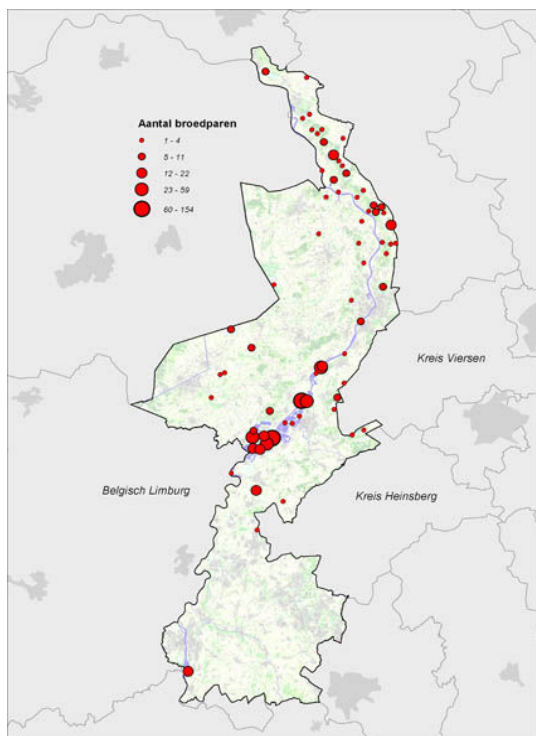 Aantal broedparen
1 - 4
5 - 11
12 - 22
23 - 59
60 - 154
Kreis Viersen
Belgisch Limburg
Kreis Heinsberg